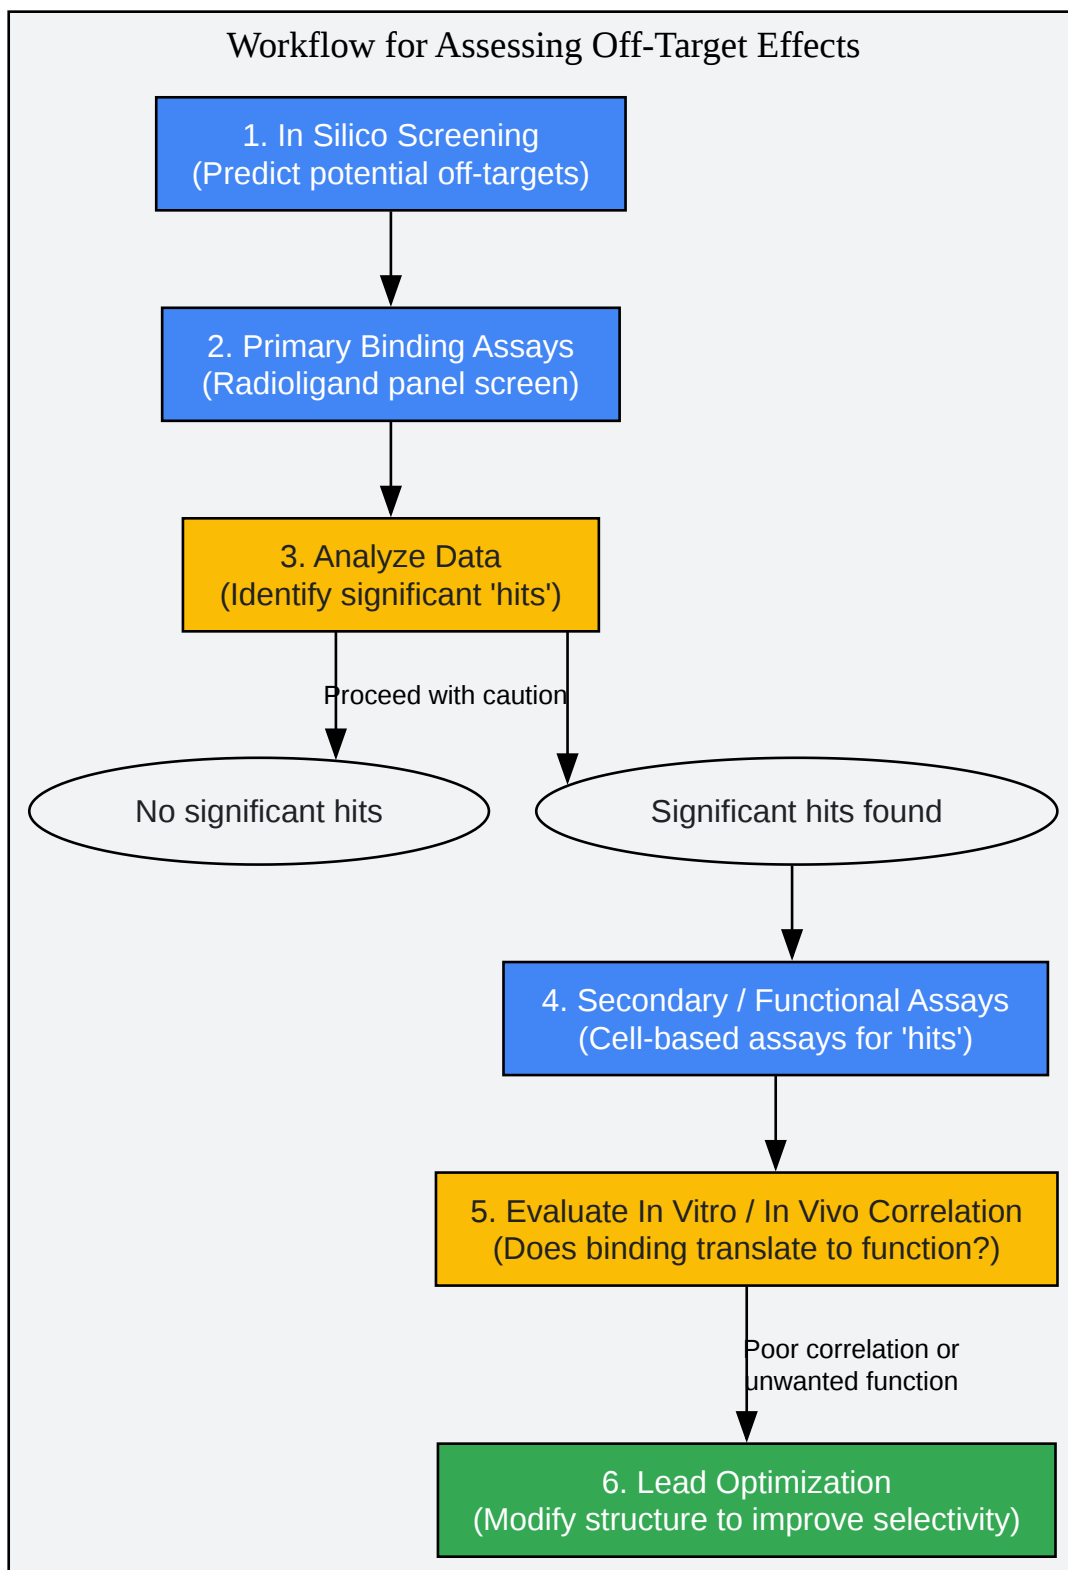 Workflow for Assessing Off-Target Effects
1. In Silico Screening
(Predict potential off-targets)
2. Primary Binding Assays
(Radioligand panel screen)
3. Analyze Data
(Identify significant 'hits')
Proceed with caution
No significant hits
Significant hits found
4. Secondary / Functional Assays
(Cell-based assays for 'hits')
5. Evaluate In Vitro / In Vivo Correlation
(Does binding translate to function?)
Poor correlation or
unwanted function
6. Lead Optimization
(Modify structure to improve selectivity)